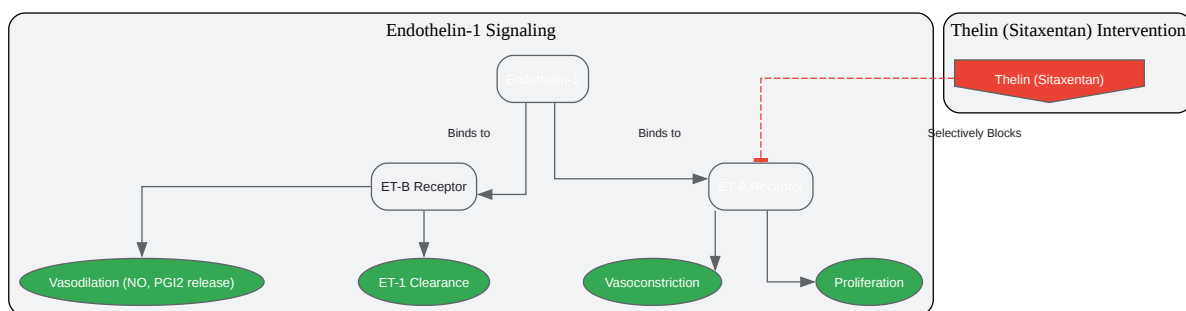 Endothelin-1 Signaling
Thelin (Sitaxentan) Intervention
Endothelin-1
Thelin (Sitaxentan)
Binds to
Binds to
Selectively Blocks
ET-B Receptor
ET-A Receptor
Vasodilation (NO, PGI2 release)
ET-1 Clearance
Vasoconstriction
Proliferation